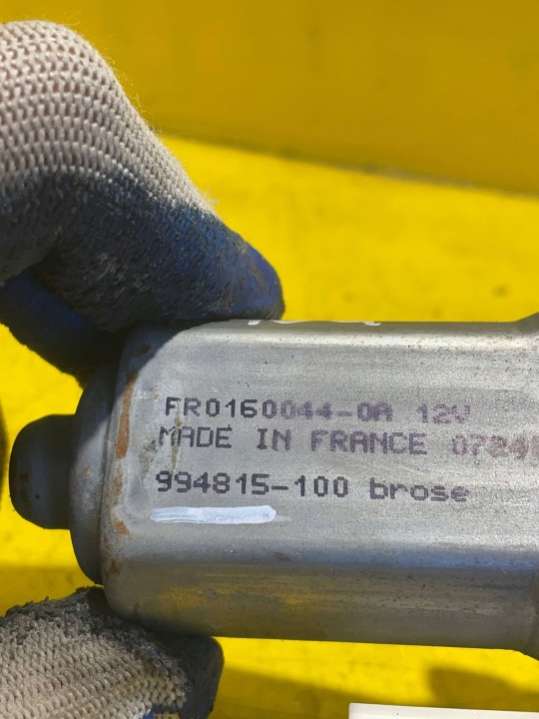 FR0160044-0A 12V
MADE IN FRANCE
994815-100 brose